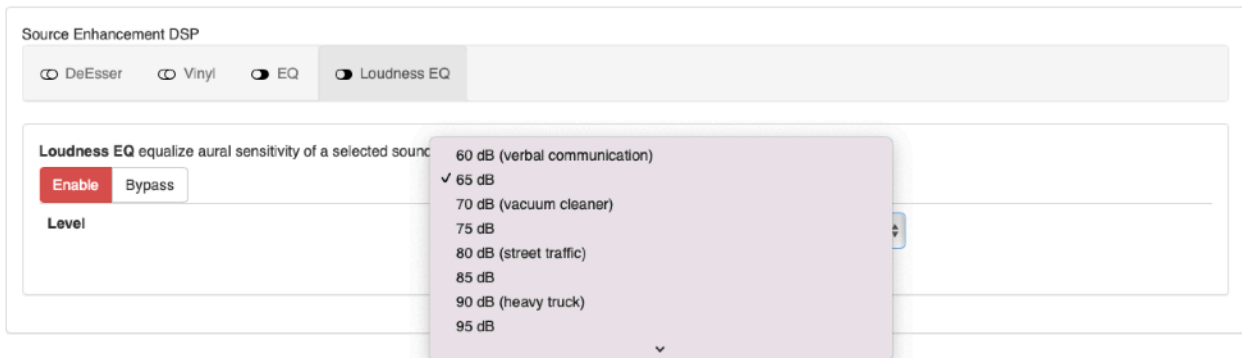 Source Enhancement DSP
DeEsser Vinyl EQ Loudness EQ
Loudness EQ equalize aural sensitivity of a selected sound
Enable Bypass
Level
60 dB (verbal communication)
✓ 65 dB
70 dB (vacuum cleaner)
75 dB
80 dB (street traffic)
85 dB
90 dB (heavy truck)
95 dB